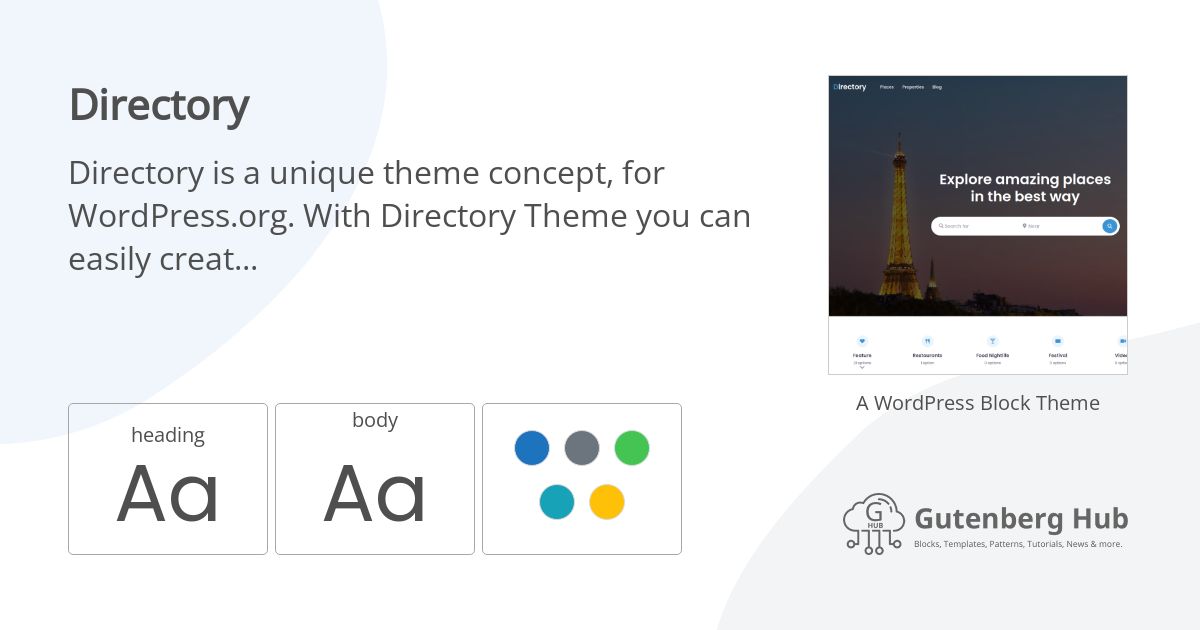 Directory
Directory is a unique theme concept, for
WordPress.org. With Directory Theme you can
easily creat...
heading
Aa
body
Aa
Directory
Places Properties Blog
Explore amazing places
in the best way
Search for Near
Feature Restaurants Food Nightlife Festival
A WordPress Block Theme
G
HUB
Gutenberg Hub
Blocks, Templates, Patterns, Tutorials, News & more.